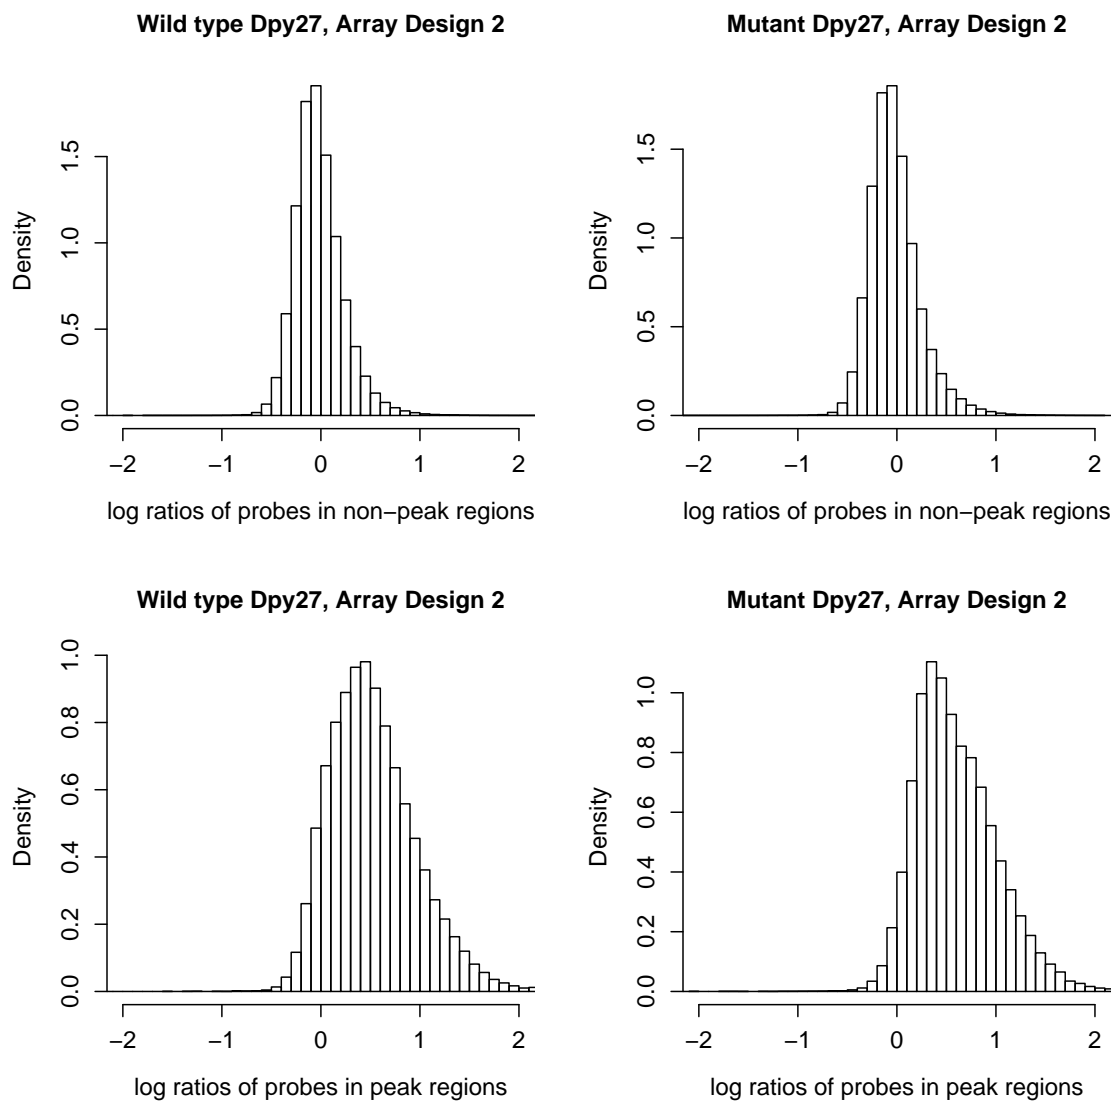 Wild type Dpy27, Array Design 2
Density
0.0 0.5 1.0 1.5
−2 −1 0 1 2
log ratios of probes in non−peak regions
Mutant Dpy27, Array Design 2
Density
0.0 0.5 1.0 1.5
−2 −1 0 1 2
log ratios of probes in non−peak regions
Wild type Dpy27, Array Design 2
Density
0.0 0.2 0.4 0.6 0.8 1.0
−2 −1 0 1 2
log ratios of probes in peak regions
Mutant Dpy27, Array Design 2
Density
0.0 0.2 0.4 0.6 0.8 1.0
−2 −1 0 1 2
log ratios of probes in peak regions